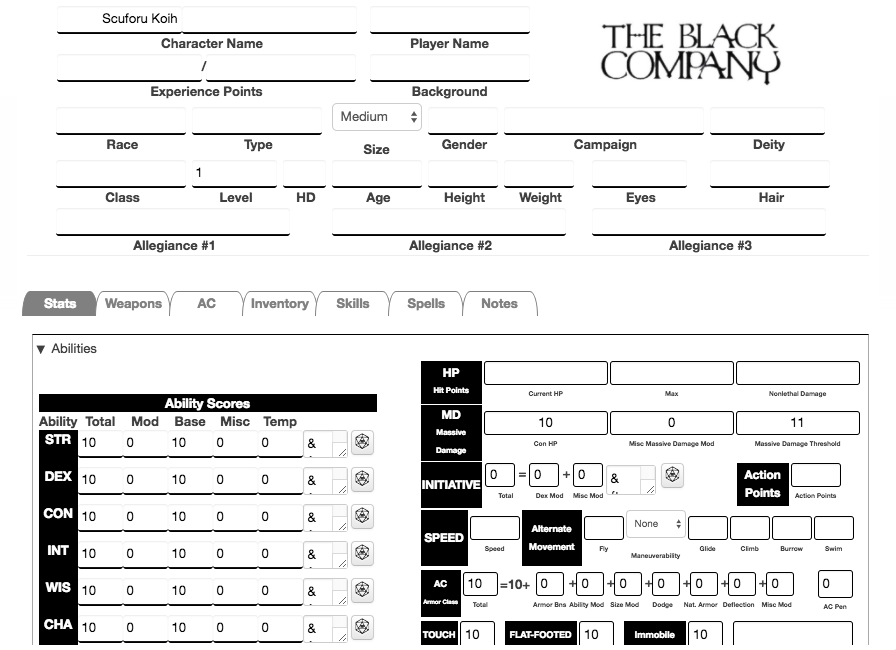 Scuforu Koih
Character Name Player Name
THE BLACK
COMPANY
/
Experience Points Background
Medium
Race Type Size Gender Campaign Deity
1
Class Level HD Age Height Weight Eyes Hair
Allegiance #1 Allegiance #2 Allegiance #3
Stats Weapons AC Inventory Skills Spells Notes
▼ Abilities
Ability Scores
Ability Total Mod Base Misc Temp
STR 10 0 10 0 0 &
DEX 10 0 10 0 0 &
CON 10 0 10 0 0 &
INT 10 0 10 0 0 &
WIS 10 0 10 0 0 &
CHA 10 0 10 0 0 &
HP
Hit Points Current HP Max Nonlethal Damage
MD 10 0 11
Massive Damage Con HP Misc Massive Damage Mod Massive Damage Threshold
INITIATIVE 0 = 0 + 0 &
Total Dex Mod Misc Mod
Action Points Action Points
SPEED Speed
Alternate Movement Fly None Maneuverability Glide Climb Burrow Swim
AC 10 =10+ 0 +0 +0 +0 +0 +0 +0 0
Armor Class Total Armor Bns Ability Mod Size Mod Dodge Nat. Armor Deflection Misc Mod AC Pen
TOUCH 10 FLAT-FOOTED 10 Immobile 10